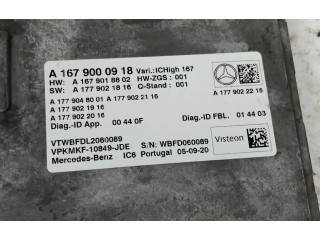 A 167 900 09 18 Vari.:ICHigh 167
HW: A 167 901 88 02 HW-ZGS : 001
SW: A 177 902 18 16 Q-Stand : 001
A 177 904 80 01 A 177 902 21 16 A 177 902 22 18
A 177 902 19 16
A 177 902 20 16
Diag.-ID App. 00 44 0F Diag.-ID FBL. 01 44 03
VTWBFDL2060089
VPKMKF-10849-JDE S/N: WBFD060089 Visteon
Mercedes-Benz IC6 Portugal 05-09-20